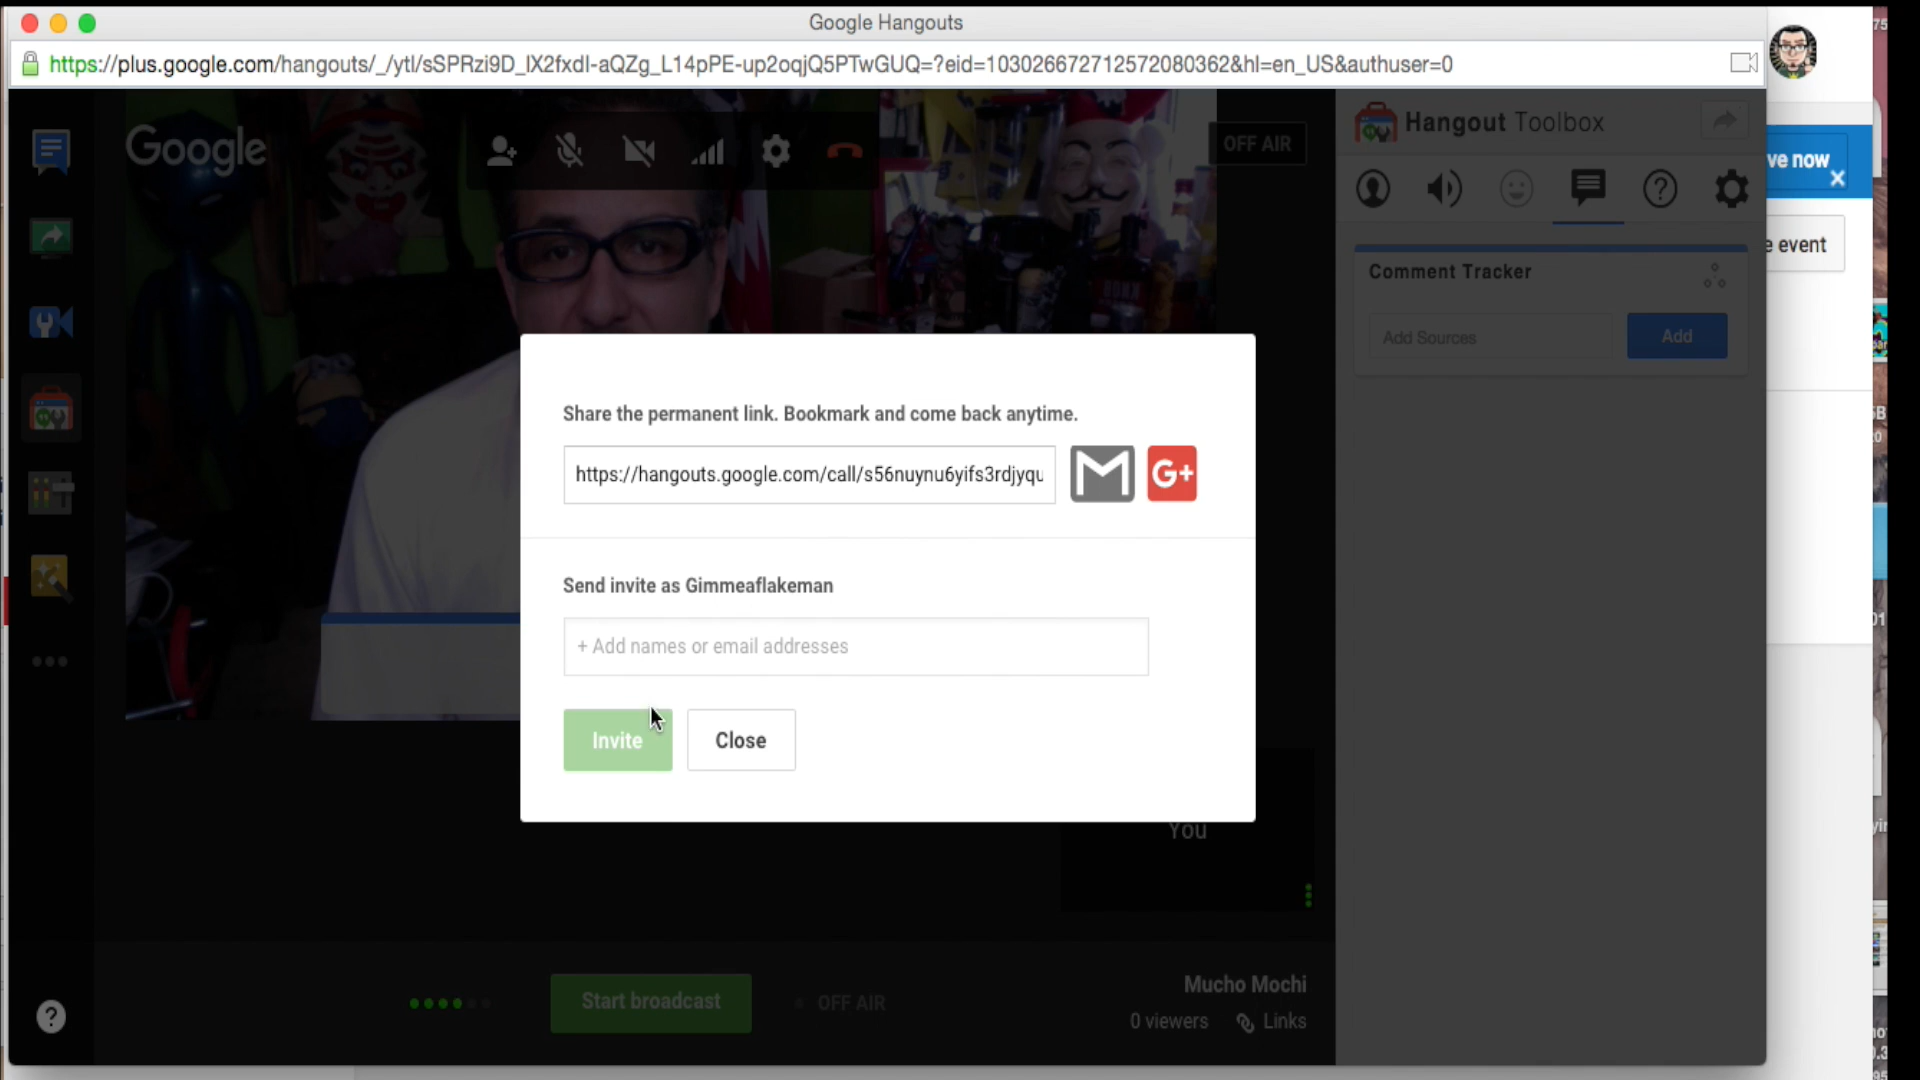 Google Hangouts
https://plus.google.com/hangouts/_/ytl/sSPRzi9D_lX2fxdI-aQZg_L14pPE-up2oqjQ5PTwGUQ=?eid=103026672712572080362&hl=en_US&authuser=0
Google
OFF AIR
Hangout Toolbox
ve now
e event
Comment Tracker
Add Sources
Add
Share the permanent link. Bookmark and come back anytime.
https://hangouts.google.com/call/s56nuynu6yifs3rdjyqu
G+
Send invite as Gimmeaflakeman
+ Add names or email addresses
Invite
Close
You
Start broadcast
OFF AIR
Mucho Mochi
0 viewers
Links